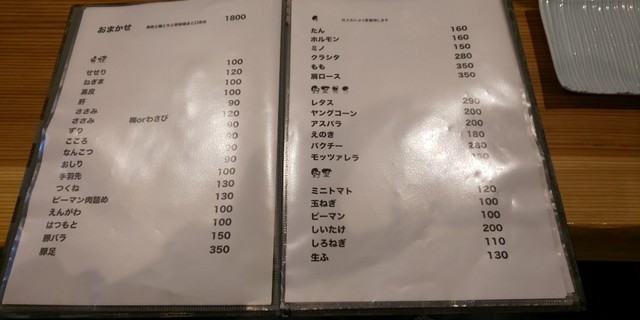 おまかせ 1800
100
せせり 120
ねぎま 100
皮 100
肝 90
ささみ 120
ささみ 梅orわさび 90
ずり
こころ
なんこつ 90
おしり 100
手羽先 130
つくね 130
ピーマン肉詰め 100
えんがわ 100
はつもと 150
豚バラ 350
豚足
たん 160
ホルモン 160
ミノ 150
クラシタ 280
もも 350
肩ロース 350
レタス 290
ヤングコーン 200
アスパラ 200
えのき 180
パクチー 280
モッツァレラ
ミニトマト 120
玉ねぎ 100
ピーマン 100
しいたけ 200
しろねぎ 110
生ふ 130